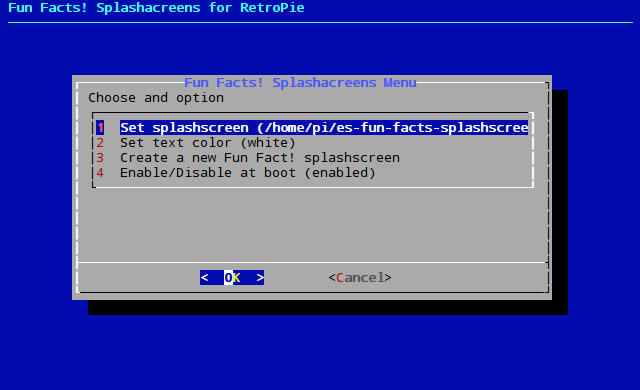 Fun Facts! Splashacreens for RetroPie
Fun Facts! Splashacreens Menu
Choose and option
1 Set splashscreen (/home/pi/es-fun-facts-splashscree
2 Set text color (white)
3 Create a new Fun Fact! splashscreen
4 Enable/Disable at boot (enabled)
< OK > <Cancel>